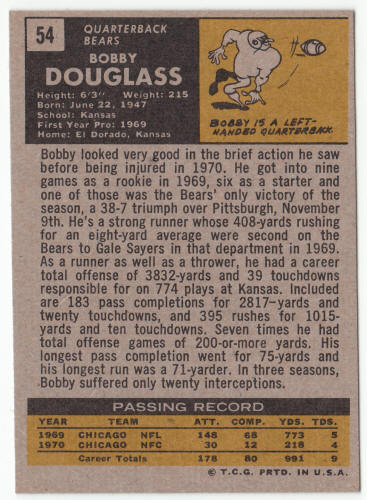 54
QUARTERBACK
BEARS
BOBBY
DOUGLASS
Height: 6'3" Weight: 215
Born: June 22, 1947
School: Kansas
First Year Pro: 1969
Home: El Dorado, Kansas
BOBBY IS A LEFT-
HANDED QUARTERBACK.
Bobby looked very good in the brief action he saw
before being injured in 1970. He got into nine
games as a rookie in 1969, six as a starter and
one of those was the Bears' only victory of the
season, a 38-7 triumph over Pittsburgh, November
9th. He's a strong runner whose 408-yards rushing
for an eight-yard average were second on the
Bears to Gale Sayers in that department in 1969.
As a runner as well as a thrower, he had a career
total offense of 3832-yards and 39 touchdowns
responsible for on 774 plays at Kansas. Included
are 183 pass completions for 2817-yards and
twenty touchdowns, and 395 rushes for 1015-
yards and ten touchdowns. Seven times he had
total offense games of 200-or-more yards. His
longest pass completion went for 75-yards and
his longest run was a 71-yarder. In three seasons,
Bobby suffered only twenty interceptions.
PASSING RECORD
YEAR TEAM ATT. COMP. YDS. TDS.
1969 CHICAGO NFL 148 68 773 5
1970 CHICAGO NFC 30 12 218 4
Career Totals 178 80 991 9
© T.C.G. PRTD. IN U.S.A.